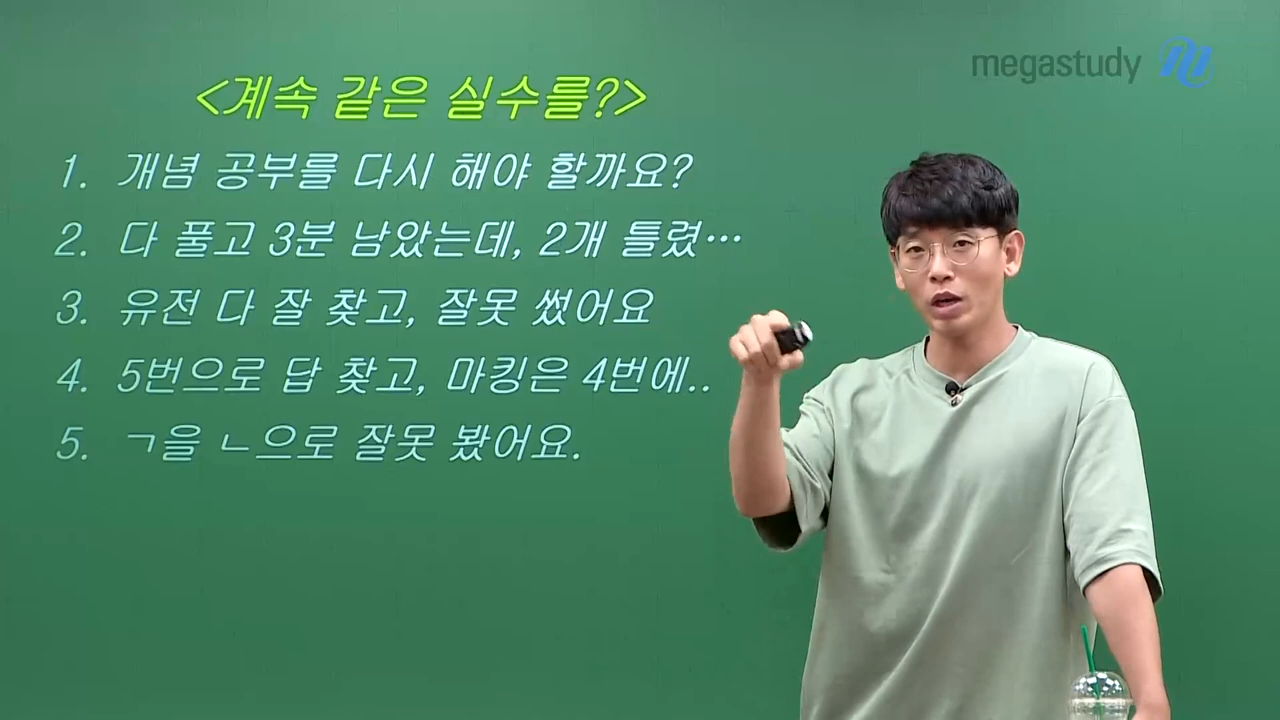 megastudy
<계속 같은 실수를?>
1. 개념 공부를 다시 해야 할까요?
2. 다 풀고 3분 남았는데, 2개 틀렸…
3. 유전 다 잘 찾고, 잘못 썼어요
4. 5번으로 답 찾고, 마킹은 4번에..
5. ㄱ을 ㄴ으로 잘못 봤어요.